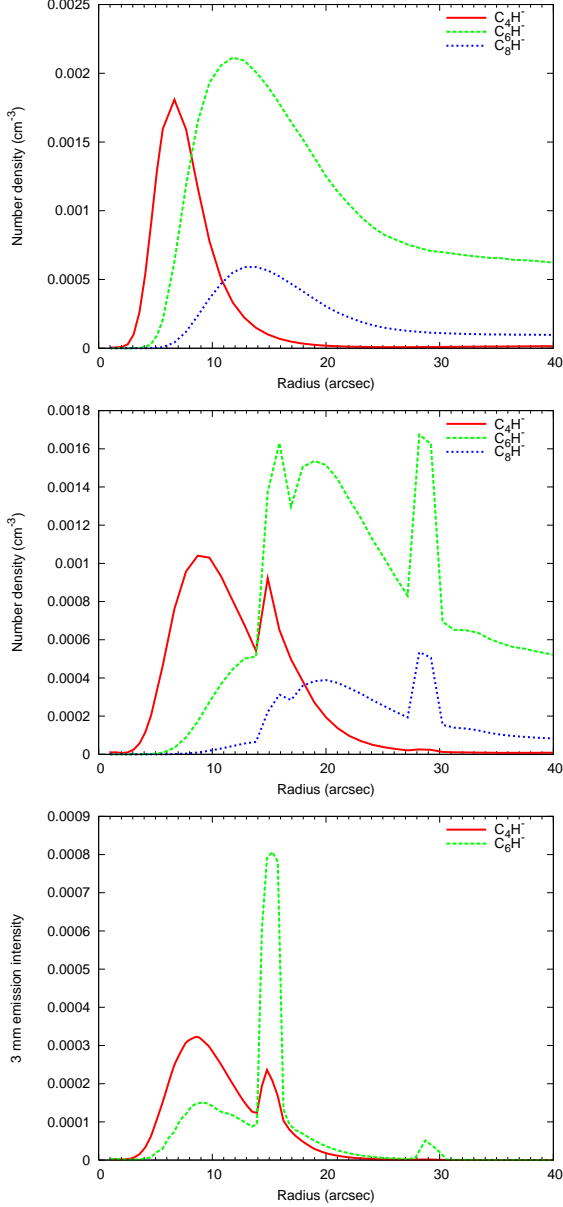 0.0025
0.002
0.0015
0.001
0.0005
0
Number density (cm⁻³)
C₄H⁻
C₆H⁻
C₈H⁻
0 10 20 30 40
Radius (arcsec)
0.0018
0.0016
0.0014
0.0012
0.001
0.0008
0.0006
0.0004
0.0002
0
Number density (cm⁻³)
C₄H⁻
C₆H⁻
C₈H⁻
0 10 20 30 40
Radius (arcsec)
0.0009
0.0008
0.0007
0.0006
0.0005
0.0004
0.0003
0.0002
0.0001
0
3 mm emission intensity
C₄H⁻
C₆H⁻
0 10 20 30 40
Radius (arcsec)